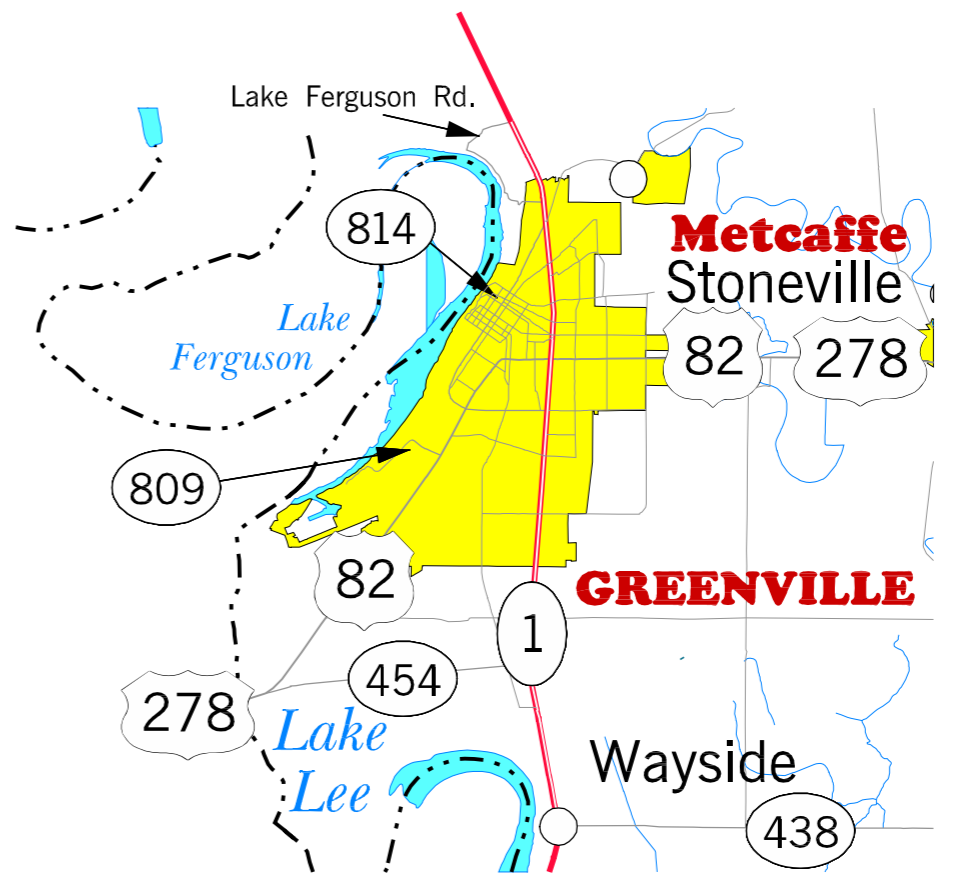 Lake Ferguson Rd.
814
Metcaffe
Stoneville
Lake
Ferguson
82
278
809
82
GREENVILLE
1
454
278
Lake
Lee
Wayside
438